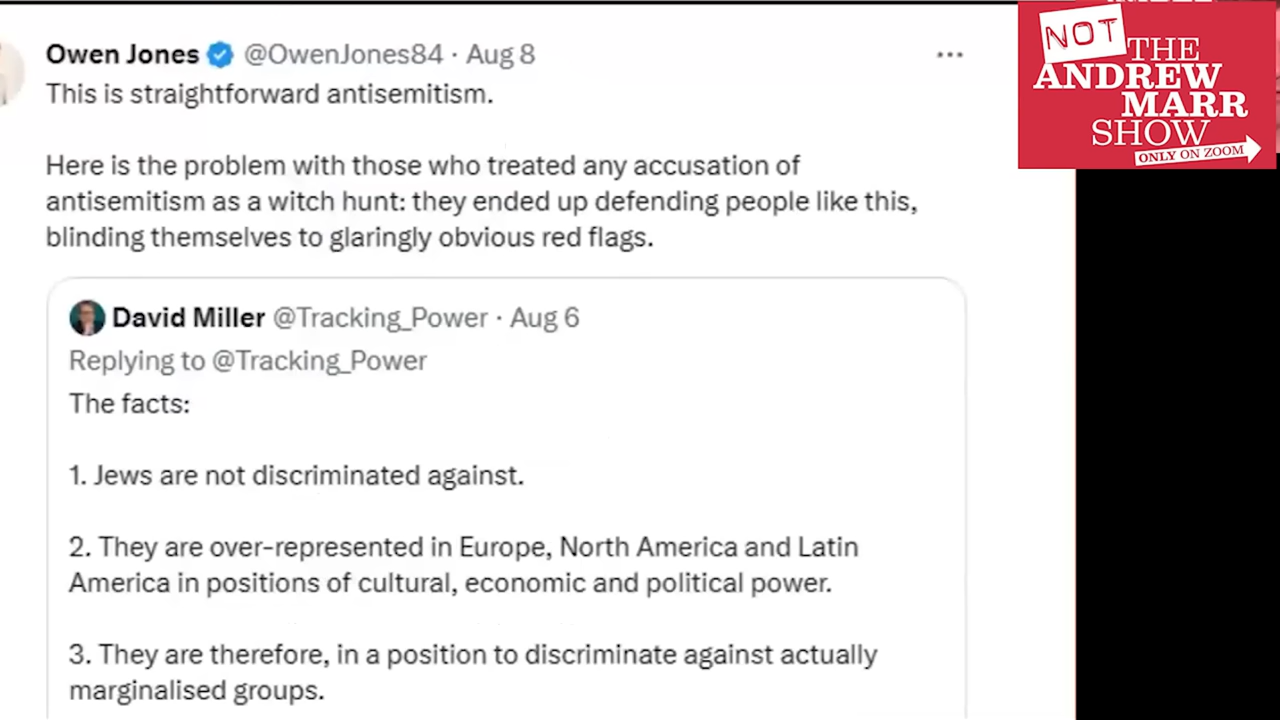 Owen Jones @OwenJones84 · Aug 8
This is straightforward antisemitism.
Here is the problem with those who treated any accusation of
antisemitism as a witch hunt: they ended up defending people like this,
blinding themselves to glaringly obvious red flags.
David Miller @Tracking_Power · Aug 6
Replying to @Tracking_Power
The facts:
1. Jews are not discriminated against.
2. They are over-represented in Europe, North America and Latin
America in positions of cultural, economic and political power.
3. They are therefore, in a position to discriminate against actually
marginalised groups.
NOT THE
ANDREW
MARR
SHOW
ONLY ON ZOOM